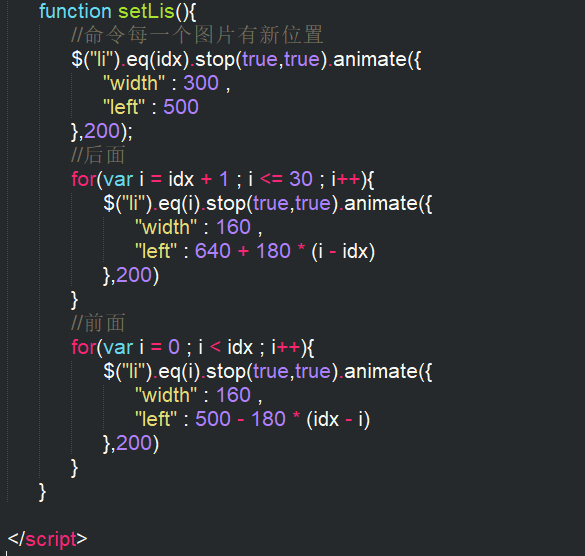 function setLis(){
//命令每一个图片有新位置
$("li").eq(idx).stop(true,true).animate({
"width" : 300 ,
"left" : 500
},200);
//后面
for(var i = idx + 1 ; i <= 30 ; i++){
$("li").eq(i).stop(true,true).animate({
"width" : 160 ,
"left" : 640 + 180 * (i - idx)
},200)
}
//前面
for(var i = 0 ; i < idx ; i++){
$("li").eq(i).stop(true,true).animate({
"width" : 160 ,
"left" : 500 - 180 * (idx - i)
},200)
}
}
</script>